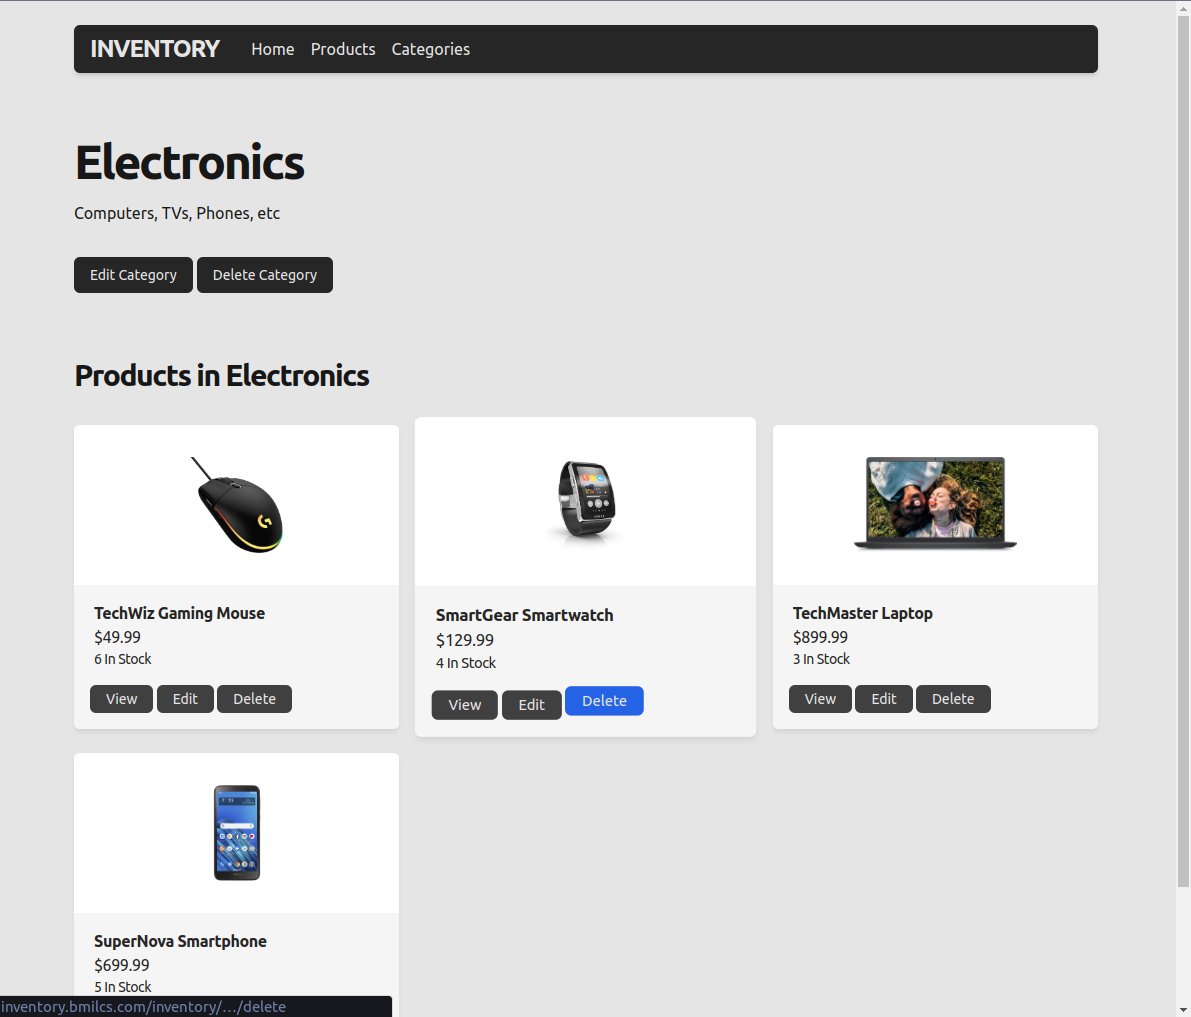 INVENTORY Home Products Categories
Electronics
Computers, TVs, Phones, etc
Edit Category Delete Category
Products in Electronics
TechWiz Gaming Mouse
$49.99
6 In Stock
View Edit Delete
SmartGear Smartwatch
$129.99
4 In Stock
View Edit Delete
TechMaster Laptop
$899.99
3 In Stock
View Edit Delete
SuperNova Smartphone
$699.99
5 In Stock
inventory.bmilcs.com/inventory/…/delete